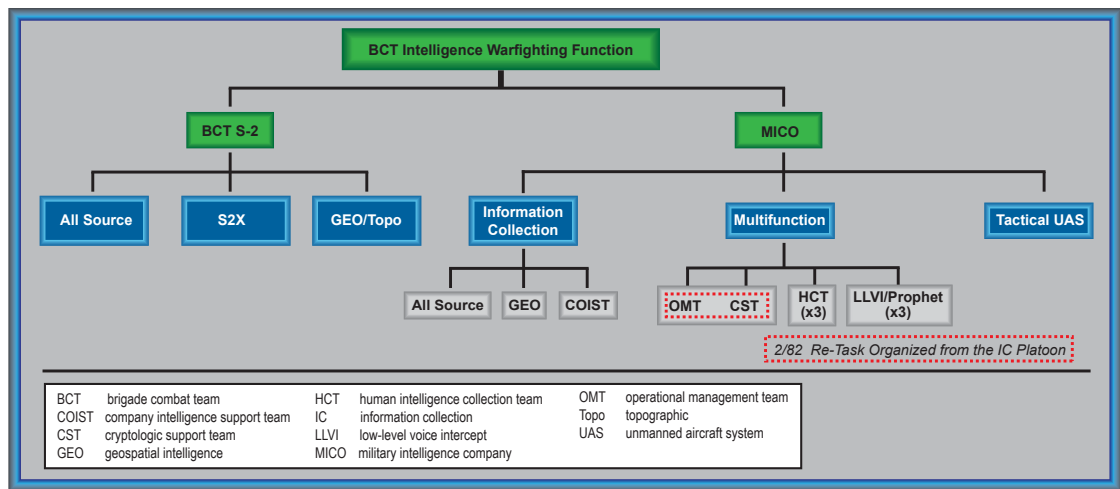 BCT Intelligence Warfighting Function
BCT S-2
MICO
All Source
S2X
GEO/Topo
Information
Collection
Multifunction
Tactical UAS
All Source
GEO
COIST
OMT CST
HCT
(x3)
LLVI/Prophet
(x3)
2/82 Re-Task Organized from the IC Platoon
BCT brigade combat team
COIST company intelligence support team
CST cryptologic support team
GEO geospatial intelligence
HCT human intelligence collection team
IC information collection
LLVI low-level voice intercept
MICO military intelligence company
OMT operational management team
Topo topographic
UAS unmanned aircraft system